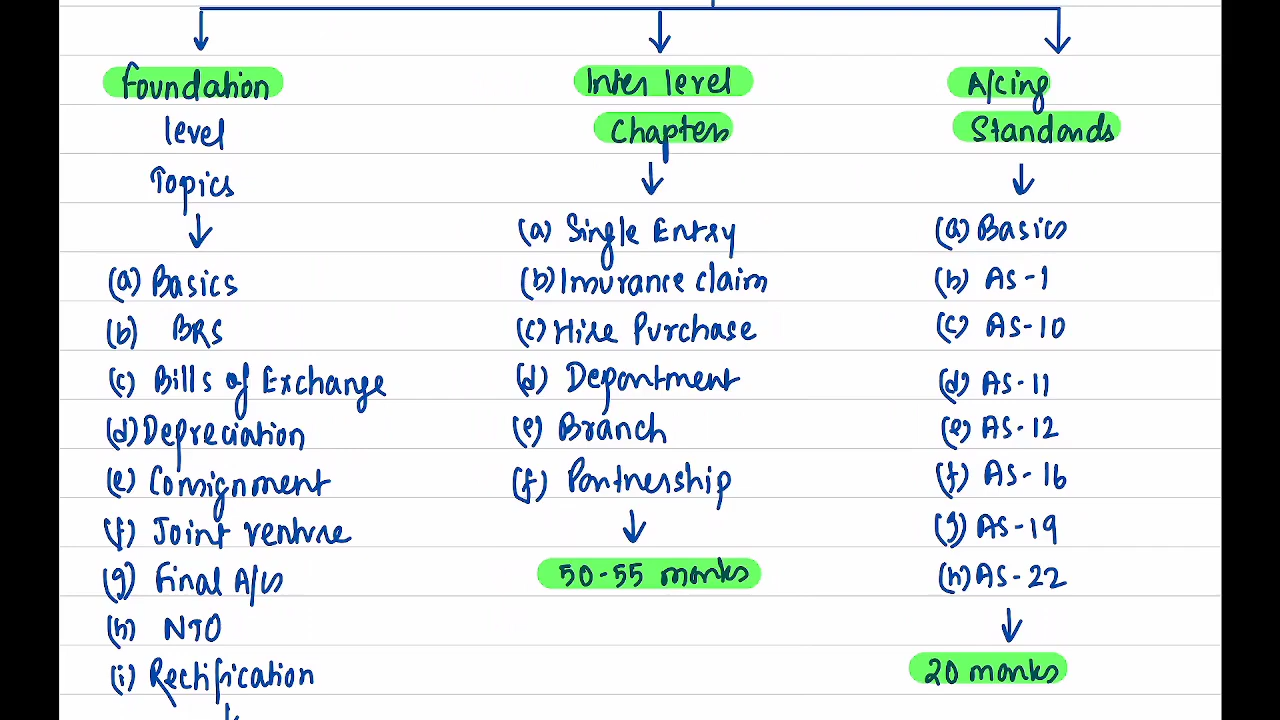 Foundation
level
Topics
(a) Basics
(b) BRS
(c) Bills of Exchange
(d) Depreciation
(e) Consignment
(f) Joint venture
(g) Final A/cs
(h) NTO
(i) Rectification
Inter level
Chapters
(a) Single Entry
(b) Insurance claim
(c) Hire Purchase
(d) Department
(e) Branch
(f) Partnership
50-55 marks
A/cing
Standards
(a) Basics
(b) AS-1
(c) AS-10
(d) AS-11
(e) AS-12
(f) AS-16
(g) AS-19
(h) AS-22
20 marks